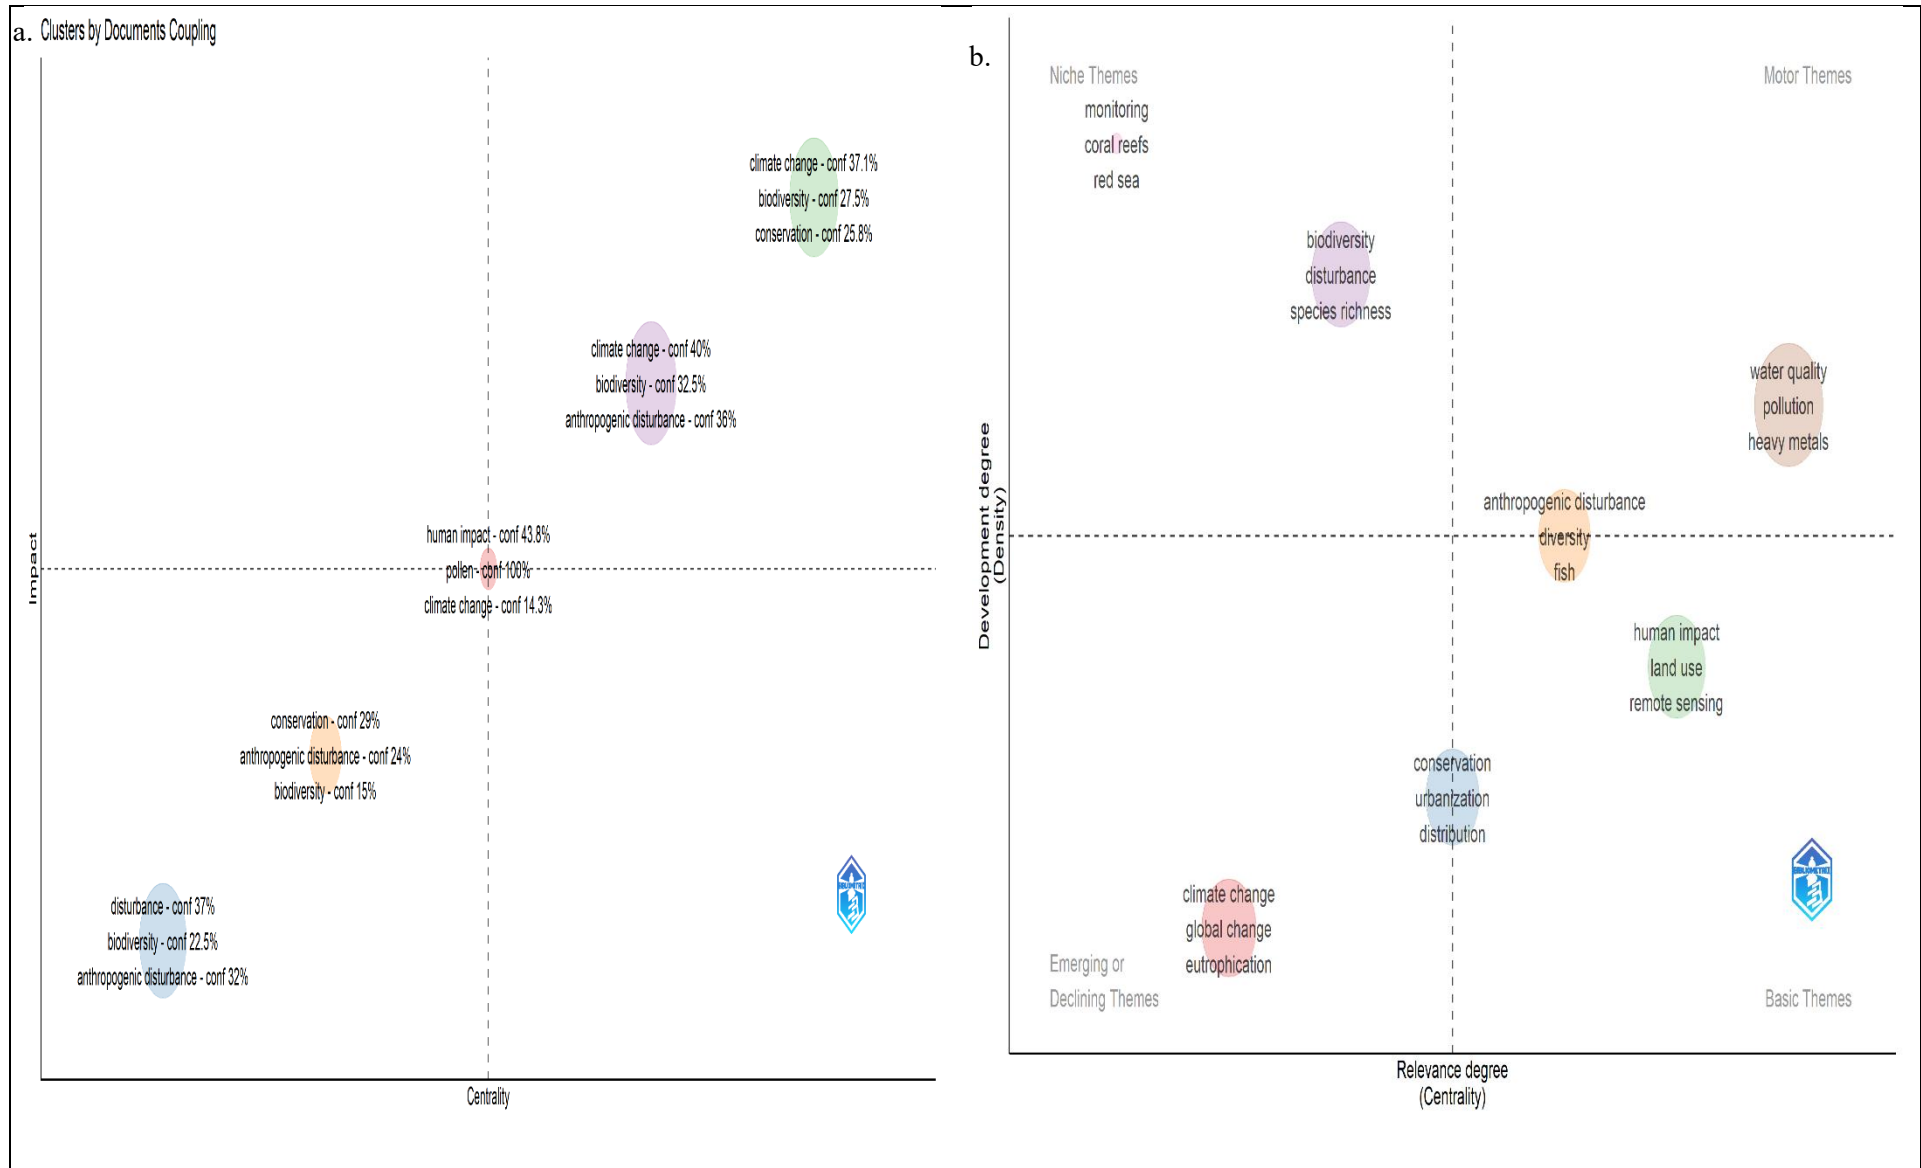 a. Clusters by Documents Coupling
climate change - conf 37.1%
biodiversity - conf 27.5%
conservation - conf 25.8%
climate change - conf 40%
biodiversity - conf 32.5%
anthropogenic disturbance - conf 36%
human impact - conf 43.8%
pollen - conf 100%
climate change - conf 14.3%
conservation - conf 29%
anthropogenic disturbance - conf 24%
biodiversity - conf 15%
disturbance - conf 37%
biodiversity - conf 22.5%
anthropogenic disturbance - conf 32%
Impact
Centrality
BIBLIOMETRIX
b.
Niche Themes
Motor Themes
monitoring
coral reefs
red sea
biodiversity
disturbance
species richness
water quality
pollution
heavy metals
anthropogenic disturbance
diversity
fish
human impact
land use
remote sensing
conservation
urbanization
distribution
climate change
global change
eutrophication
Emerging or
Declining Themes
Basic Themes
Development degree
(Density)
Relevance degree
(Centrality)
BIBLIOMETRIX